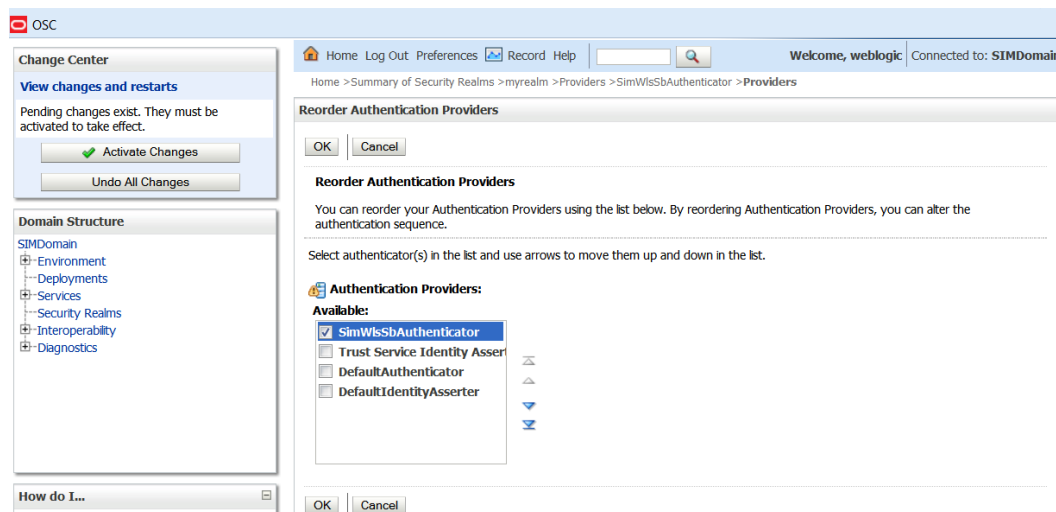 OSC
Change Center
View changes and restarts
Pending changes exist. They must be
activated to take effect.
Activate Changes
Undo All Changes
Domain Structure
SIMDomain
Environment
Deployments
Services
Security Realms
Interoperability
Diagnostics
How do I...
Home Log Out Preferences Record Help
Welcome, weblogic Connected to: SIMDomain
Home >Summary of Security Realms >myrealm >Providers >SimWlsSbAuthenticator >Providers
Reorder Authentication Providers
OK Cancel
Reorder Authentication Providers
You can reorder your Authentication Providers using the list below. By reordering Authentication Providers, you can alter the
authentication sequence.
Select authenticator(s) in the list and use arrows to move them up and down in the list.
Authentication Providers:
Available:
SimWlsSbAuthenticator
Trust Service Identity Assert
DefaultAuthenticator
DefaultIdentityAsserter
OK Cancel